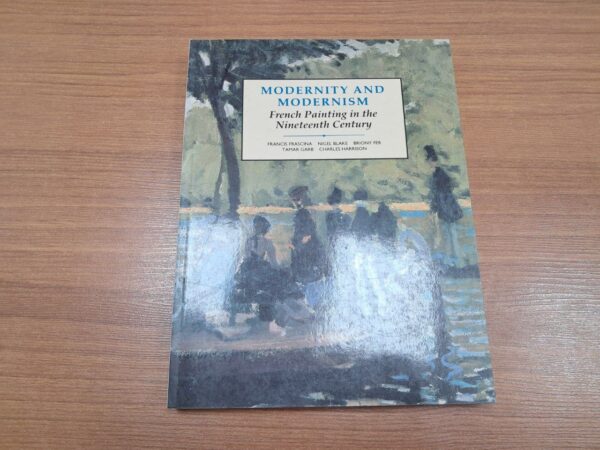 MODERNITY AND
MODERNISM
French Painting in the
Nineteenth Century
FRANCIS FRASCINA NIGEL BLAKE BRIONY FER
TAMAR GARB CHARLES HARRISON